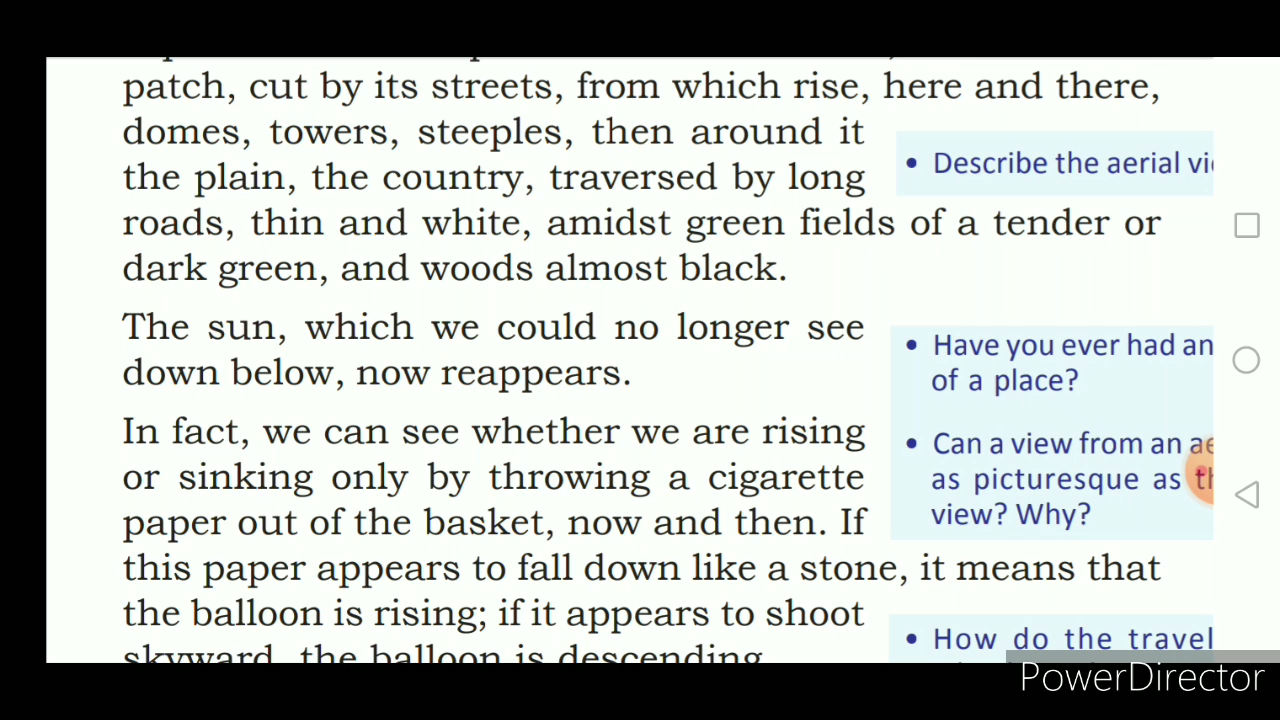 patch, cut by its streets, from which rise, here and there,
domes, towers, steeples, then around it
the plain, the country, traversed by long
roads, thin and white, amidst green fields of a tender or
dark green, and woods almost black.
• Describe the aerial
The sun, which we could no longer see
down below, now reappears.
• Have you ever had an
of a place?
In fact, we can see whether we are rising
or sinking only by throwing a cigarette
paper out of the basket, now and then. If
this paper appears to fall down like a stone, it means that
the balloon is rising; if it appears to shoot
skyward, the balloon is descending.
• Can a view from an
as picturesque as
view? Why?
• How do the
PowerDirector